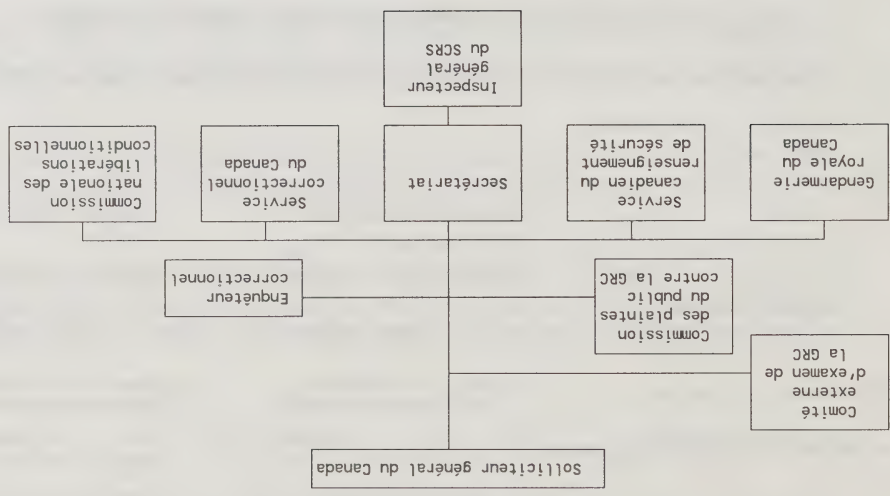 Solliciteur général du Canada
Comité
externe
d'examen de
la GRC
Commission
des plaintes
du public
contre la GRC
Enquêteur
correctionnel
Gendarmerie
royale du
Canada
Service
canadien du
renseignement
de sécurité
Secrétariat
Service
correctionnel
du Canada
Commission
nationale des
libérations
conditionnelles
Inspecteur
général
du SCRS